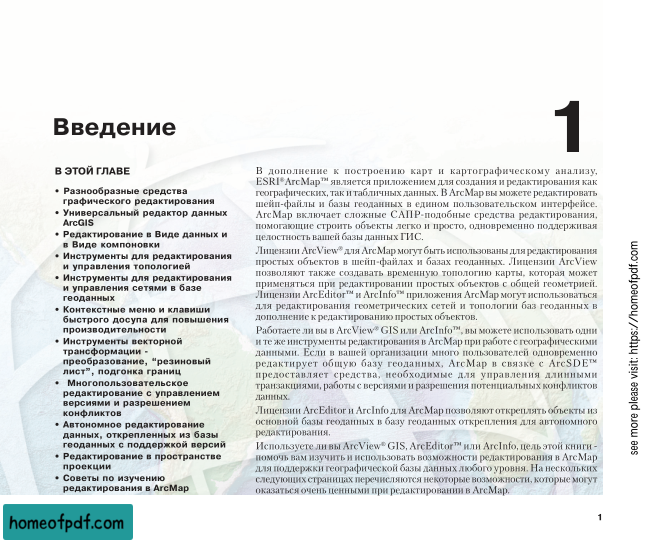 Введение
1
В ЭТОЙ ГЛАВЕ
• Разнообразные средства
графического редактирования
• Универсальный редактор данных
ArcGIS
• Редактирование в Виде данных и
в Виде компоновки
• Инструменты для редактирования
и управления топологией
• Инструменты для редактирования
и управления сетями в базе
геоданных
• Контекстные меню и клавиши
быстрого доступа для повышения
производительности
• Инструменты векторной
трансформации -
преобразование, “резиновый
лист”, подгонка границ
• Многопользовательское
редактирование с управлением
версиями и разрешением
конфликтов
• Автономное редактирование
данных, открепленных из базы
геоданных с поддержкой версий
• Редактирование в пространстве
проекции
• Советы по изучению
редактирования в ArcMap
В дополнение к построению карт и картографическому анализу,
ESRI®ArcMap™ является приложением для создания и редактирования как
географических, так и табличных данных. В ArcMap вы можете редактировать
шейп-файлы и базы геоданных в едином пользовательском интерфейсе.
ArcMap включает сложные САПР-подобные средства редактирования,
помогающие строить объекты легко и просто, одновременно поддерживая
целостность вашей базы данных ГИС.
Лицензии ArcView® для ArcMap могут быть использованы для редактирования
простых объектов в шейп-файлах и базах геоданных. Лицензии ArcView
позволяют также создавать временную топологию карты, которая может
применяться при редактировании простых объектов с общей геометрией.
Лицензии ArcEditor™ и ArcInfo™ приложения ArcMap могут использоваться
для редактирования геометрических сетей и топологии баз геоданных в
дополнение к редактированию простых объектов.
Работаете ли вы в ArcView® GIS или ArcInfo™, вы можете использовать одни
и те же инструменты редактирования в ArcMap при работе с географическими
данными. Если в вашей организации много пользователей одновременно
редактирует общую базу геоданных, ArcMap в связке с ArcSDE™
предоставляет средства, необходимые для управления длинными
транзакциями, работы с версиями и разрешения потенциальных конфликтов
данных.
Лицензии ArcEditor и ArcInfo для ArcMap позволяют откреплять объекты из
основной базы геоданных в базу геоданных открепления для автономного
редактирования.
Используете ли вы ArcView® GIS, ArcEditor™ или ArcInfo, цель этой книги -
помочь вам изучить и использовать возможности редактирования в ArcMap
для поддержки географической базы данных любого уровня. На нескольких
следующих страницах перечисляются некоторые возможности, которые могут
оказаться очень ценными при редактировании в ArcMap.
1
homeofpdf.com
see more please visit: https://homeofpdf.com